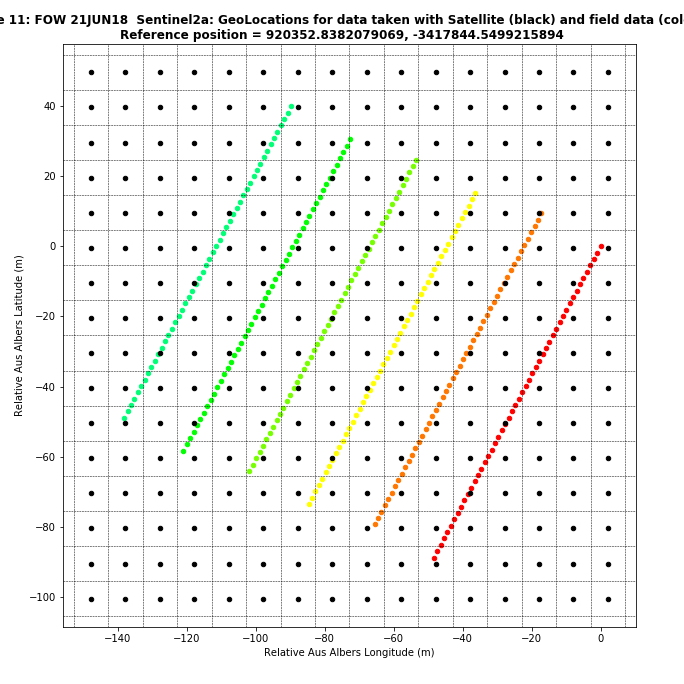 e 11: FOW 21JUN18  Sentinel2a: GeoLocations for data taken with Satellite (black) and field data (col
Reference position = 920352.8382079069, -3417844.5499215894
40
20
0
−20
−40
−60
−80
−100
Relative Aus Albers Latitude (m)
−140 −120 −100 −80 −60 −40 −20 0
Relative Aus Albers Longitude (m)